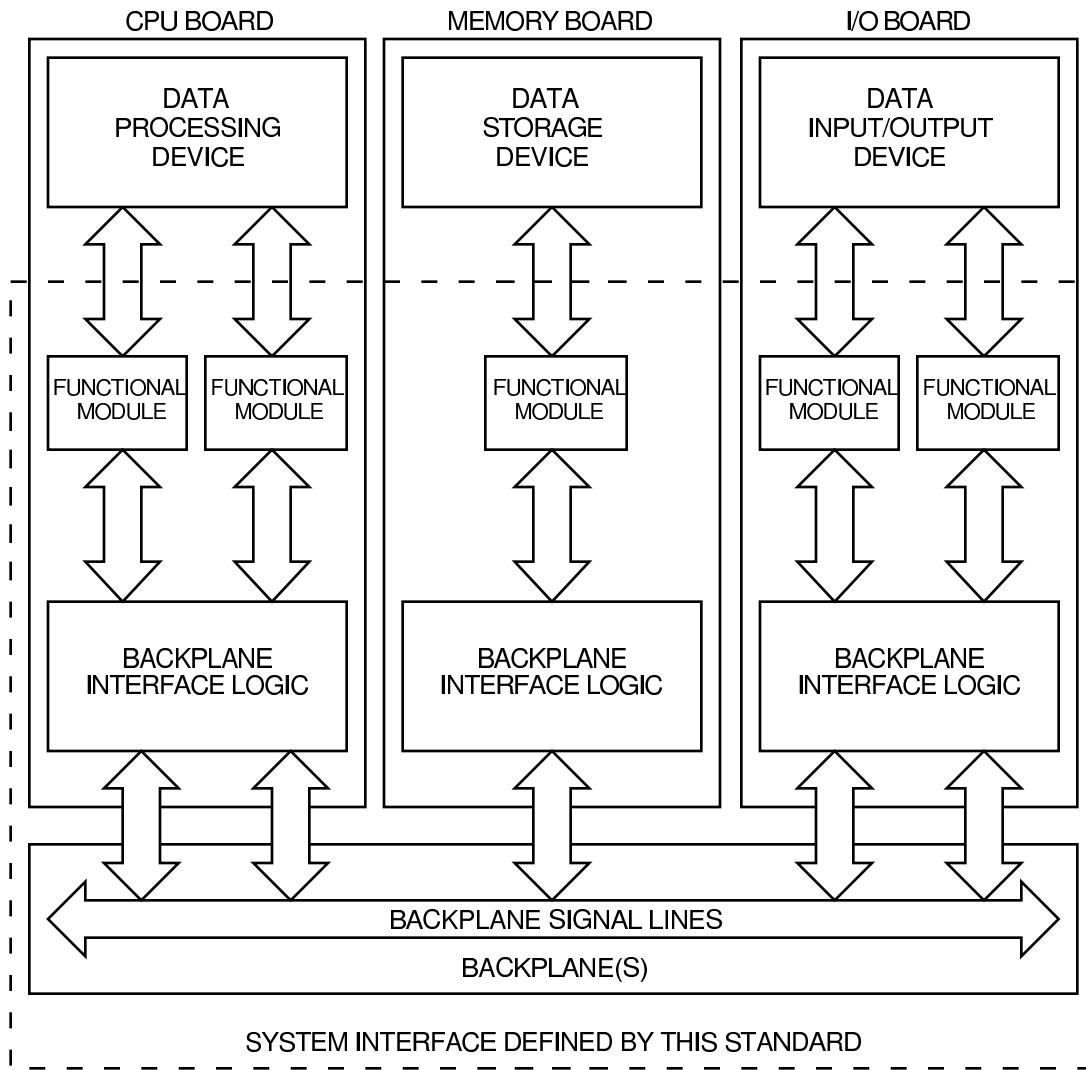 CPU BOARD
MEMORY BOARD
I/O BOARD
DATA
PROCESSING
DEVICE
DATA
STORAGE
DEVICE
DATA
INPUT/OUTPUT
DEVICE
FUNCTIONAL
MODULE
FUNCTIONAL
MODULE
FUNCTIONAL
MODULE
FUNCTIONAL
MODULE
FUNCTIONAL
MODULE
BACKPLANE
INTERFACE LOGIC
BACKPLANE
INTERFACE LOGIC
BACKPLANE
INTERFACE LOGIC
BACKPLANE SIGNAL LINES
BACKPLANE(S)
SYSTEM INTERFACE DEFINED BY THIS STANDARD